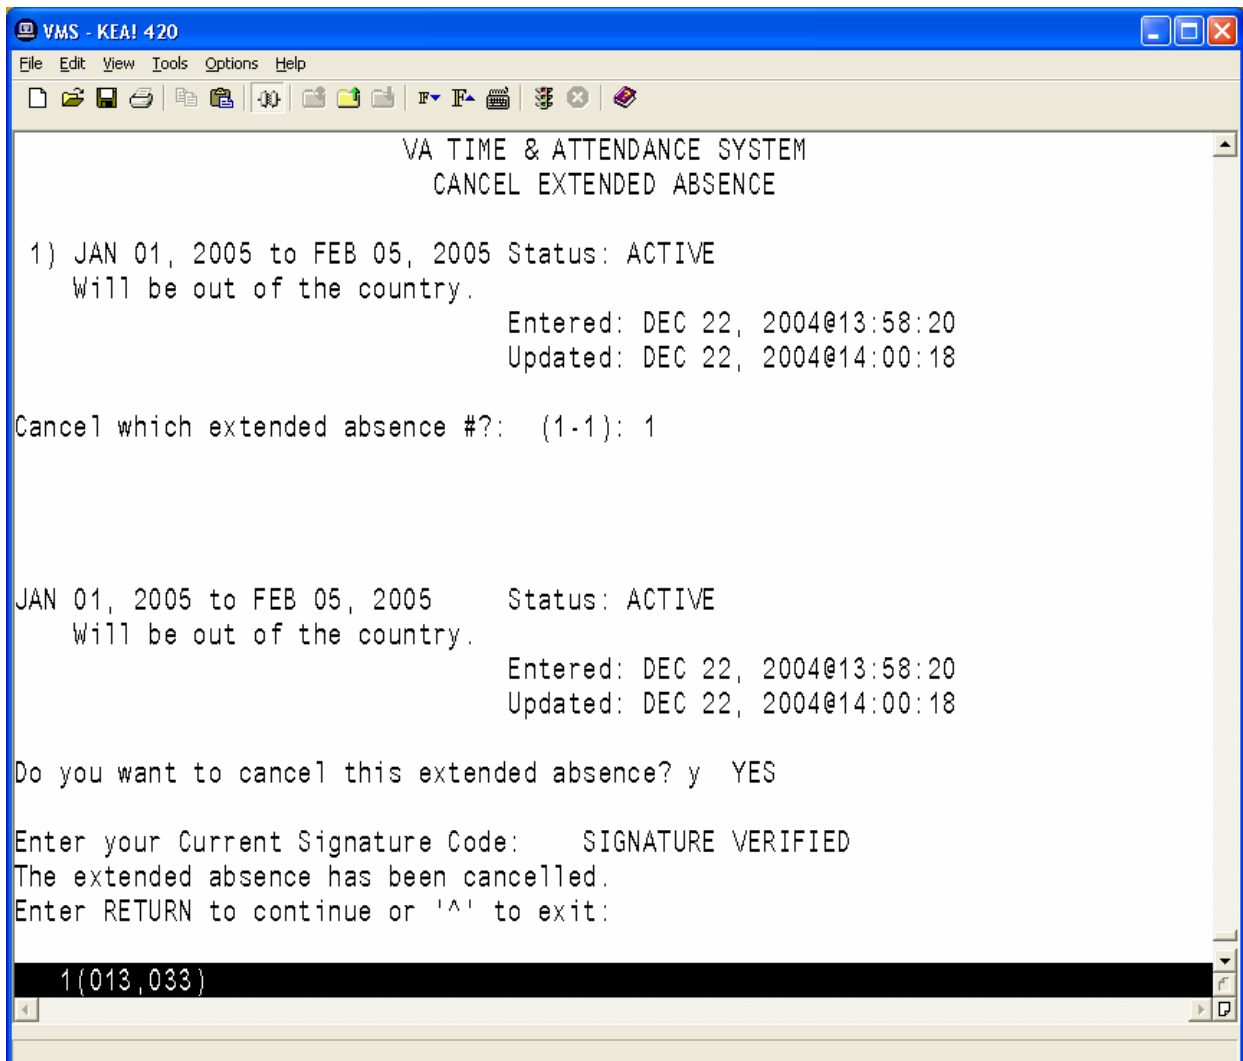 VMS - KEA! 420
File Edit View Tools Options Help
VA TIME & ATTENDANCE SYSTEM
CANCEL EXTENDED ABSENCE
1) JAN 01, 2005 to FEB 05, 2005 Status: ACTIVE
Will be out of the country.
Entered: DEC 22, 2004@13:58:20
Updated: DEC 22, 2004@14:00:18
Cancel which extended absence #?: (1-1): 1
JAN 01, 2005 to FEB 05, 2005 Status: ACTIVE
Will be out of the country.
Entered: DEC 22, 2004@13:58:20
Updated: DEC 22, 2004@14:00:18
Do you want to cancel this extended absence? y YES
Enter your Current Signature Code: SIGNATURE VERIFIED
The extended absence has been cancelled.
Enter RETURN to continue or '^' to exit:
1(013,033)